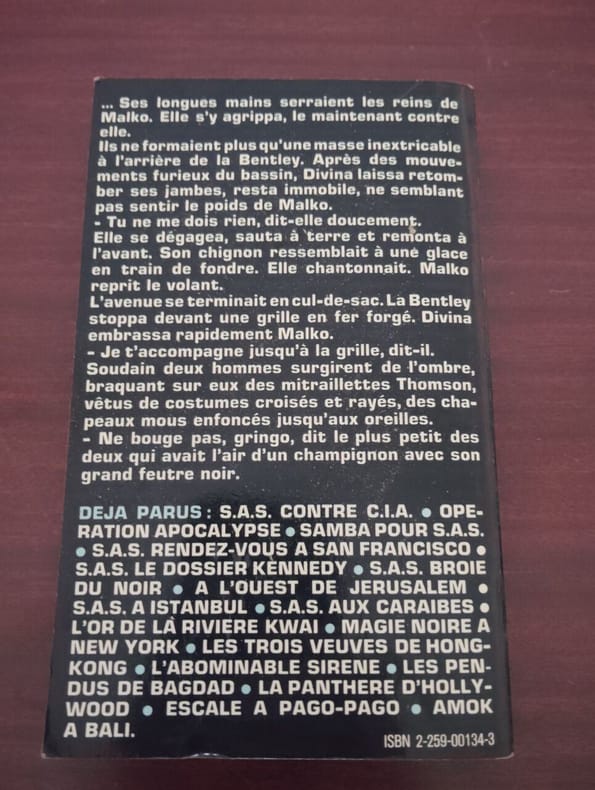 ... Ses longues mains serraient les reins de
Malko. Elle s'y agrippa, le maintenant contre
elle.
Ils ne formaient plus qu'une masse inextricable
à l'arrière de la Bentley. Après des mouve-
ments furieux du bassin, Divina laissa retom-
ber ses jambes, resta immobile, ne semblant
pas sentir le poids de Malko.
- Tu ne me dois rien, dit-elle doucement.
Elle se dégagea, sauta à terre et remonta à
l'avant. Son chignon ressemblait à une glace
en train de fondre. Elle chantonnait. Malko
reprit le volant.
L'avenue se terminait en cul-de-sac. La Bentley
stoppa devant une grille en fer forgé. Divina
embrassa rapidement Malko.
- Je t'accompagne jusqu'à la grille, dit-il.
Soudain deux hommes surgirent de l'ombre,
braquant sur eux des mitraillettes Thomson,
vêtus de costumes croisés et rayés, des cha-
peaux mous enfoncés jusqu'aux oreilles.
- Ne bouge pas, gringo, dit le plus petit des
deux qui avait l'air d'un champignon avec son
grand feutre noir.
DEJA PARUS : S.A.S. CONTRE C.I.A. • OPE-
RATION APOCALYPSE • SAMBA POUR S.A.S.
• S.A.S. RENDEZ-VOUS A SAN FRANCISCO •
S.A.S. LE DOSSIER KENNEDY • S.A.S. BROIE
DU NOIR • A L'OUEST DE JERUSALEM •
S.A.S. A ISTANBUL • S.A.S. AUX CARAIBES •
L'OR DE LA RIVIERE KWAI • MAGIE NOIRE A
NEW YORK • LES TROIS VEUVES DE HONG-
KONG • L'ABOMINABLE SIRENE • LES PEN-
DUS DE BAGDAD • LA PANTHERE D'HOLLY-
WOOD • ESCALE A PAGO-PAGO • AMOK
A BALI.
ISBN 2-259-00134-3